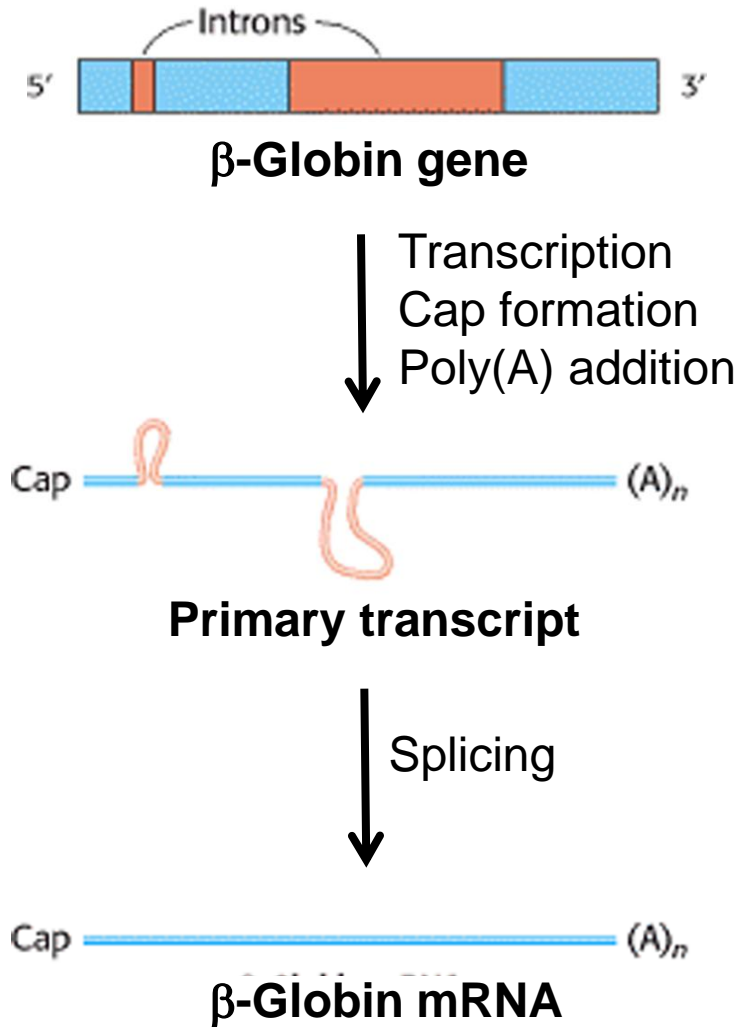 Introns
5′ 3′
β-Globin gene
Transcription
Cap formation
Poly(A) addition
Cap (A)n
Primary transcript
Splicing
Cap (A)n
β-Globin mRNA